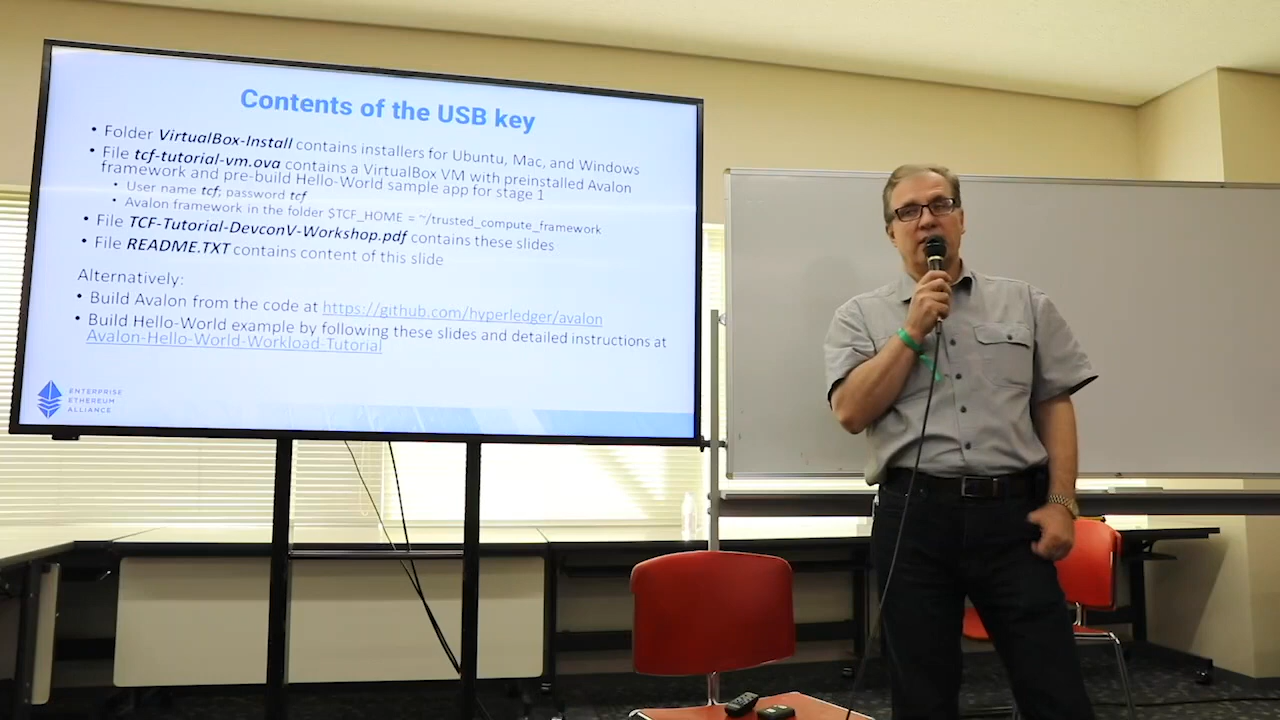 Contents of the USB key
• Folder VirtualBox-Install contains installers for Ubuntu, Mac, and Windows
• File tcf-tutorial-vm.ova contains a VirtualBox VM with preinstalled Avalon
framework and pre-build Hello-World sample app for stage 1
• User name tcf; password tcf
• Avalon framework in the folder $TCF_HOME = ~/trusted_compute_framework
• File TCF-Tutorial-DevconV-Workshop.pdf contains these slides
• File README.TXT contains content of this slide
Alternatively:
• Build Avalon from the code at https://github.com/hyperledger/avalon
• Build Hello-World example by following these slides and detailed instructions at
Avalon-Hello-World-Workload-Tutorial
ENTERPRISE
ETHEREUM
ALLIANCE